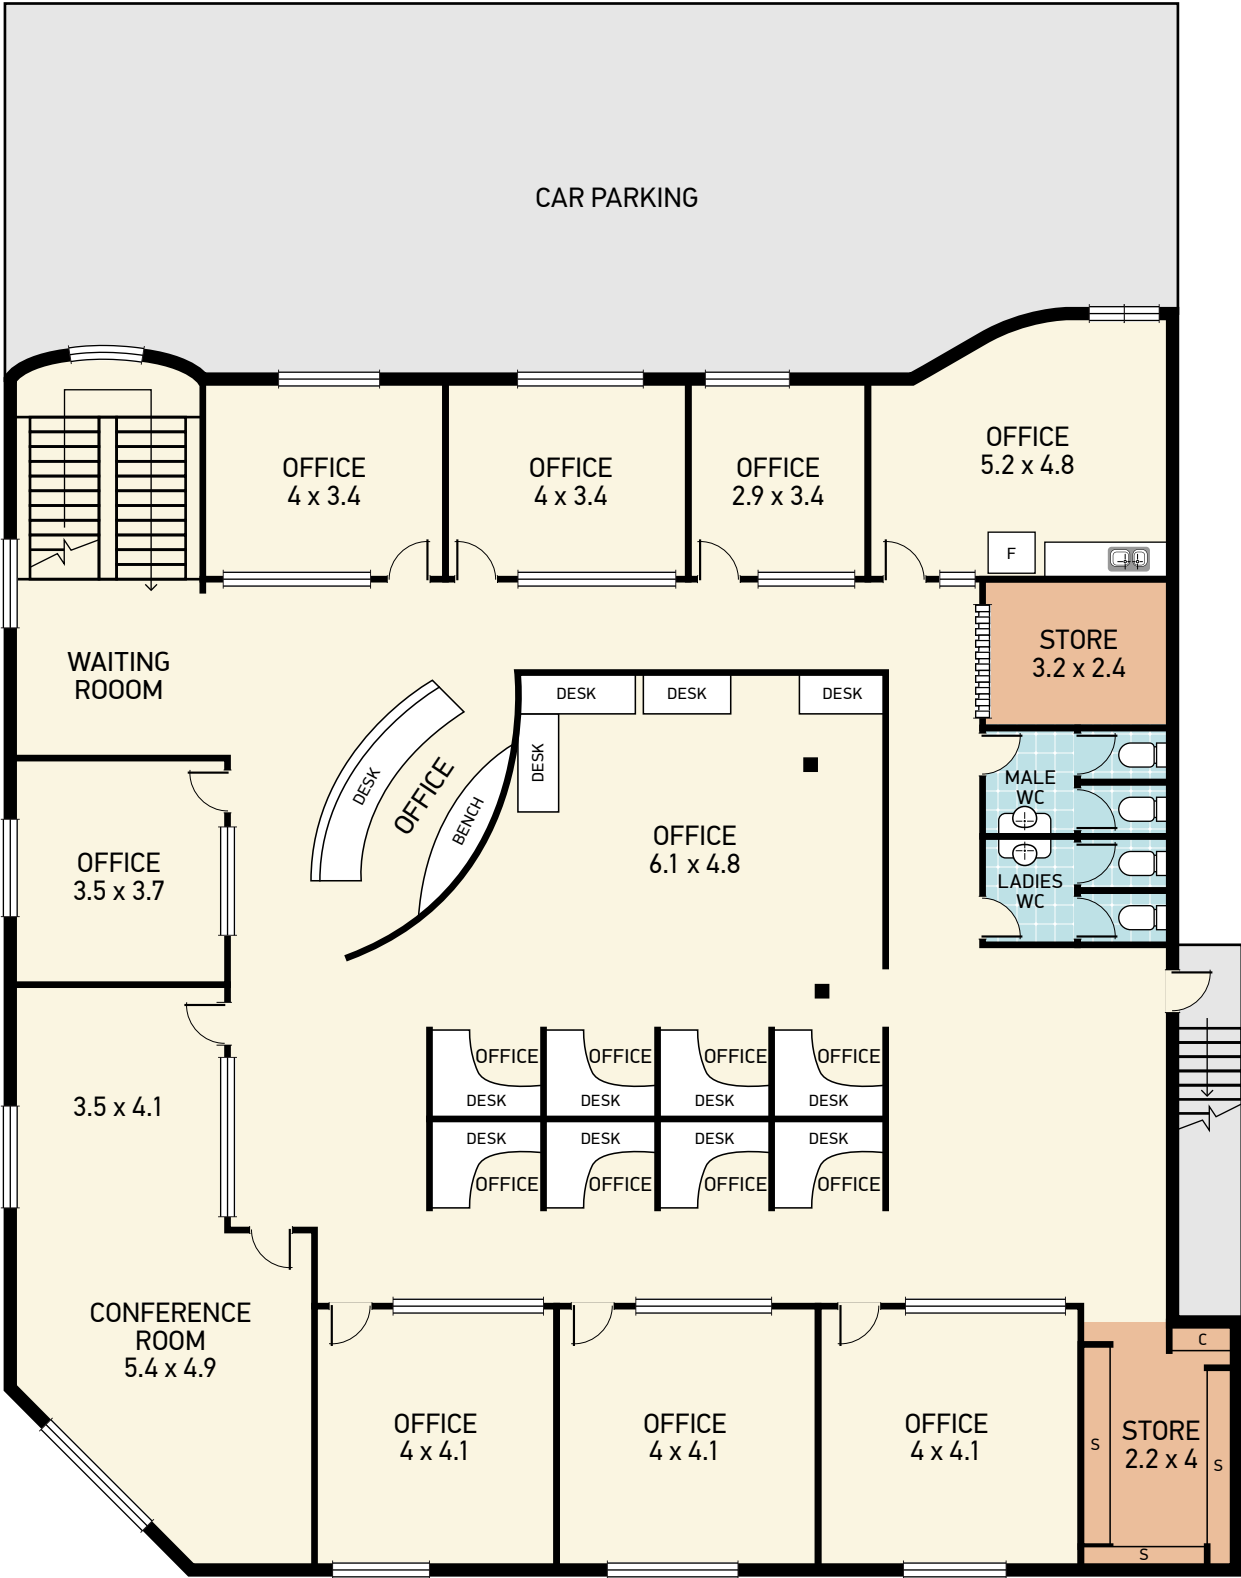 CAR PARKING
OFFICE
5.2 x 4.8
OFFICE
4 x 3.4
OFFICE
4 x 3.4
OFFICE
2.9 x 3.4
F
STORE
3.2 x 2.4
WAITING
ROOOM
DESK
DESK
DESK
DESK
DESK
OFFICE
BENCH
MALE
WC
OFFICE
6.1 x 4.8
OFFICE
3.5 x 3.7
LADIES
WC
OFFICE
OFFICE
OFFICE
OFFICE
DESK
DESK
DESK
DESK
3.5 x 4.1
DESK
DESK
DESK
DESK
OFFICE
OFFICE
OFFICE
OFFICE
CONFERENCE
ROOM
5.4 x 4.9
C
OFFICE
4 x 4.1
OFFICE
4 x 4.1
OFFICE
4 x 4.1
S
STORE
2.2 x 4
S
S